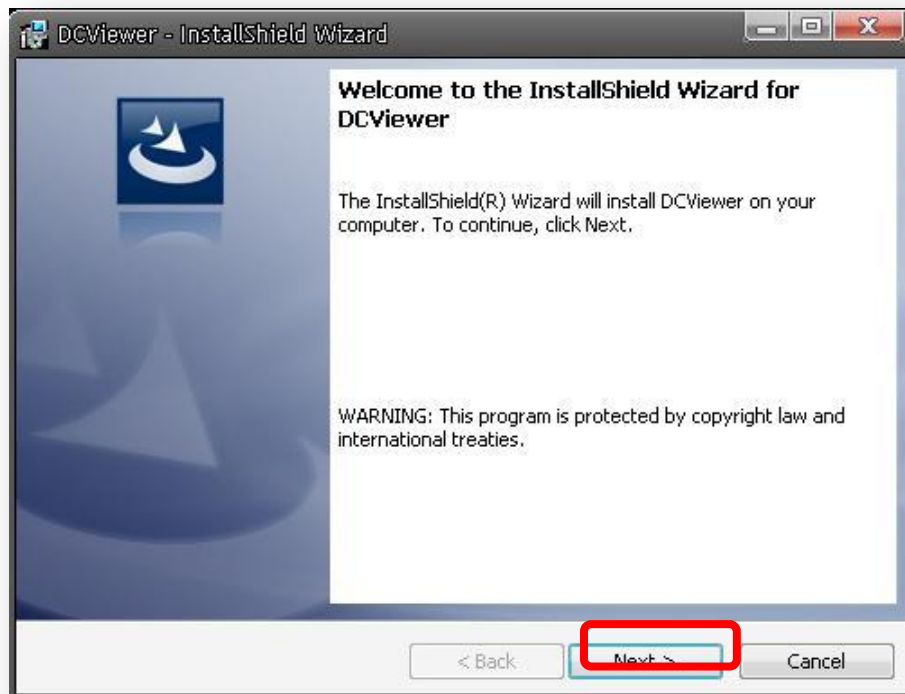 DCViewer - InstallShield Wizard
Welcome to the InstallShield Wizard for
DCViewer
The InstallShield(R) Wizard will install DCViewer on your
computer. To continue, click Next.
WARNING: This program is protected by copyright law and
international treaties.
< Back
Next >
Cancel